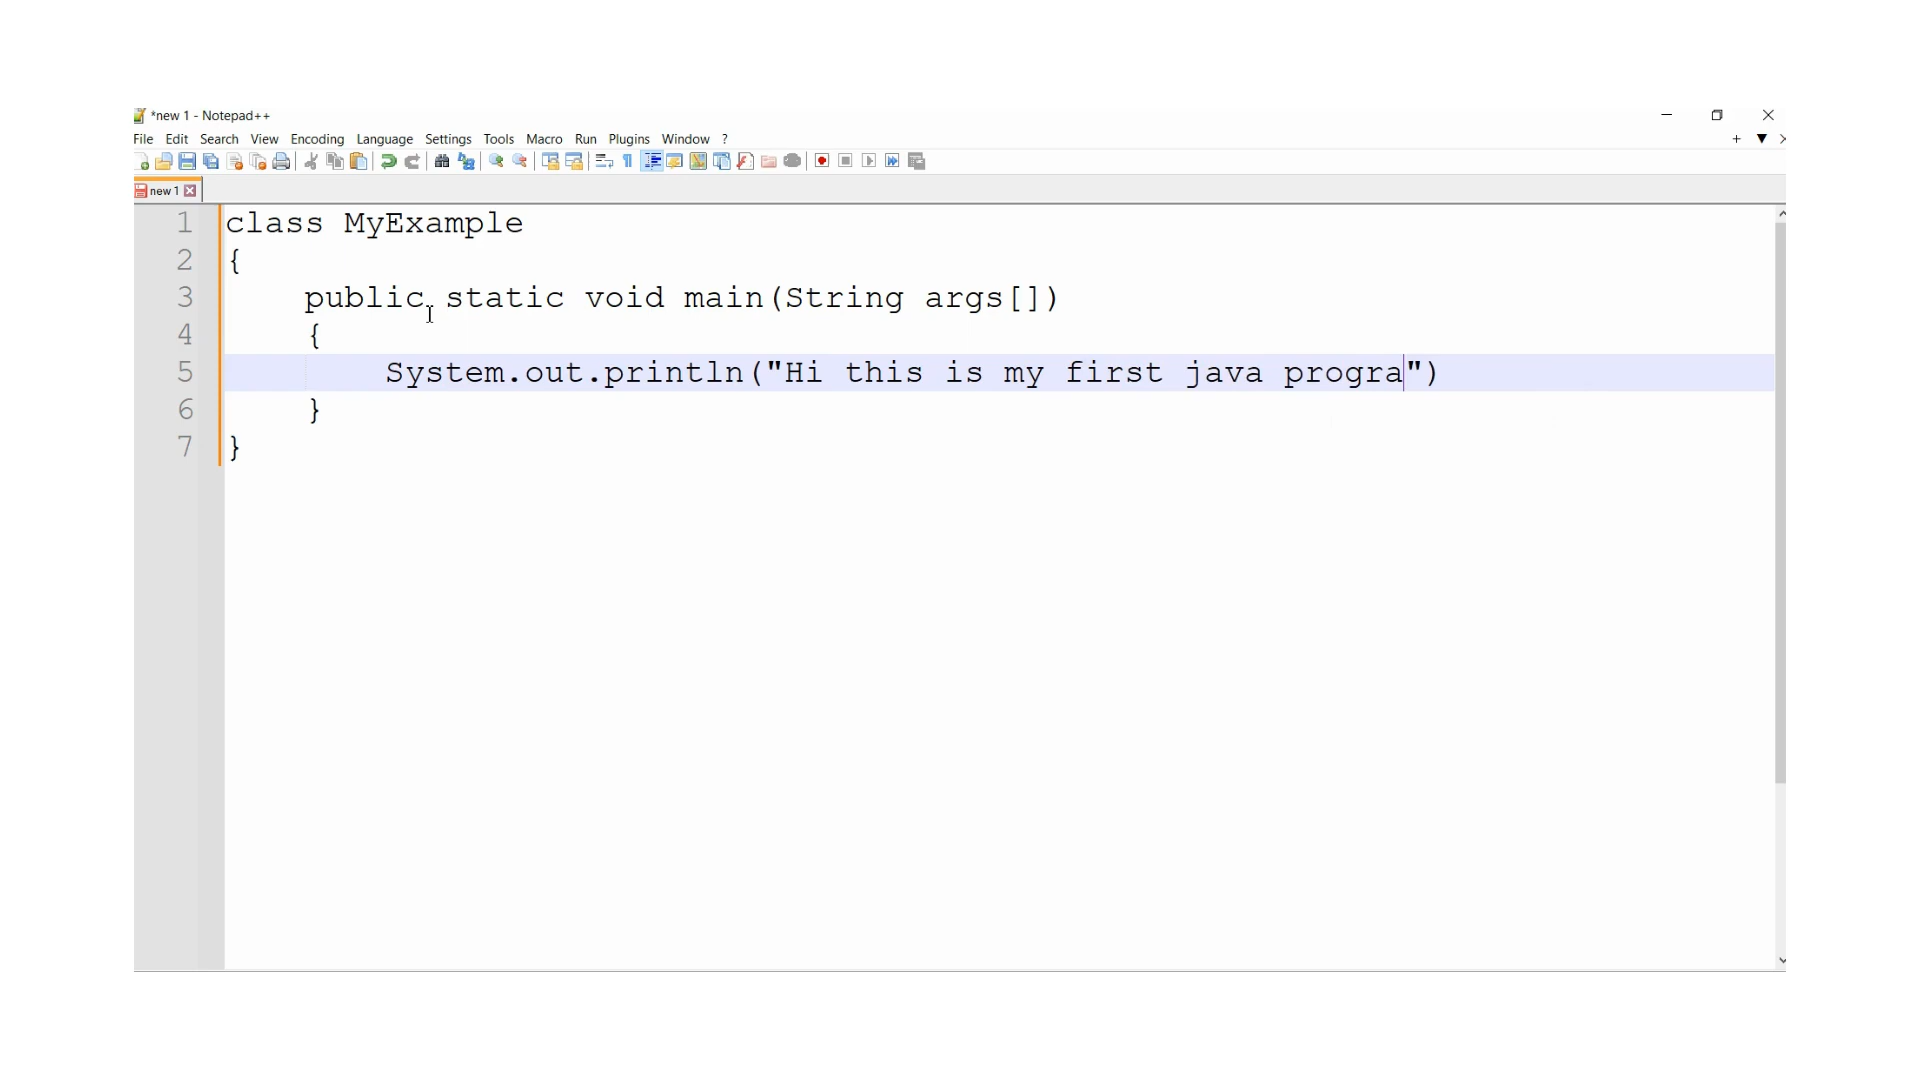 *new 1 - Notepad++
File Edit Search View Encoding Language Settings Tools Macro Run Plugins Window ?
new 1
1 class MyExample
2 {
3 public static void main(String args[])
4 {
5 System.out.println("Hi this is my first java progra")
6 }
7 }